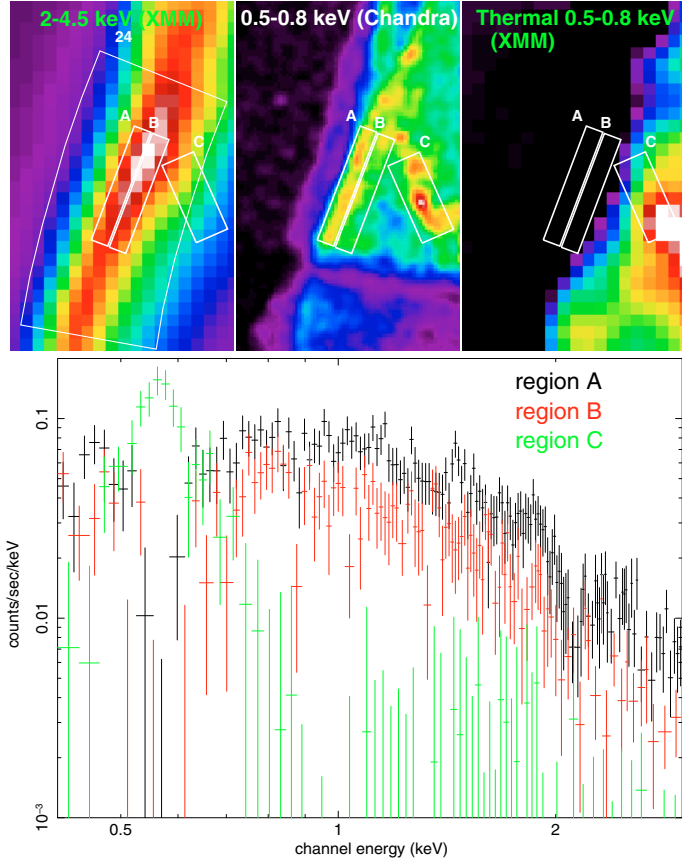 2-4.5 keV (XMM)
24
A
B
C
0.5-0.8 keV (Chandra)
A
B
C
Thermal 0.5-0.8 keV
(XMM)
A
B
C
region A
region B
region C
counts/sec/keV
0.1
0.01
10⁻³
0.5
1
2
channel energy (keV)